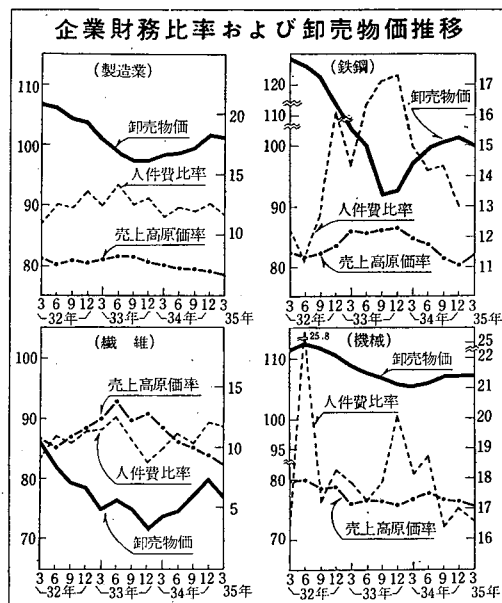 企業財務比率および卸売物価推移
(製造業)
110
100
90
80
20
15
10
卸売物価
人件費比率
売上高原価率
3 6 9 12 3 6 9 12 3 6 9 12 3
32年 33年 34年 35年
(鉄鋼)
120
110
100
90
80
17
16
15
14
13
12
11
卸売物価
人件費比率
売上高原価率
3 6 9 12 3 6 9 12 3 6 9 12 3
32年 33年 34年 35年
(繊維)
100
90
80
70
15
10
5
売上高原価率
人件費比率
卸売物価
3 6 9 12 3 6 9 12 3 6 9 12 3
32年 33年 34年 35年
(機械)
25.8
110
100
95
80
70
25
22
21
20
19
18
17
16
卸売物価
人件費比率
売上高原価率
3 6 9 12 3 6 9 12 3 6 9 12 3
32年 33年 34年 35年